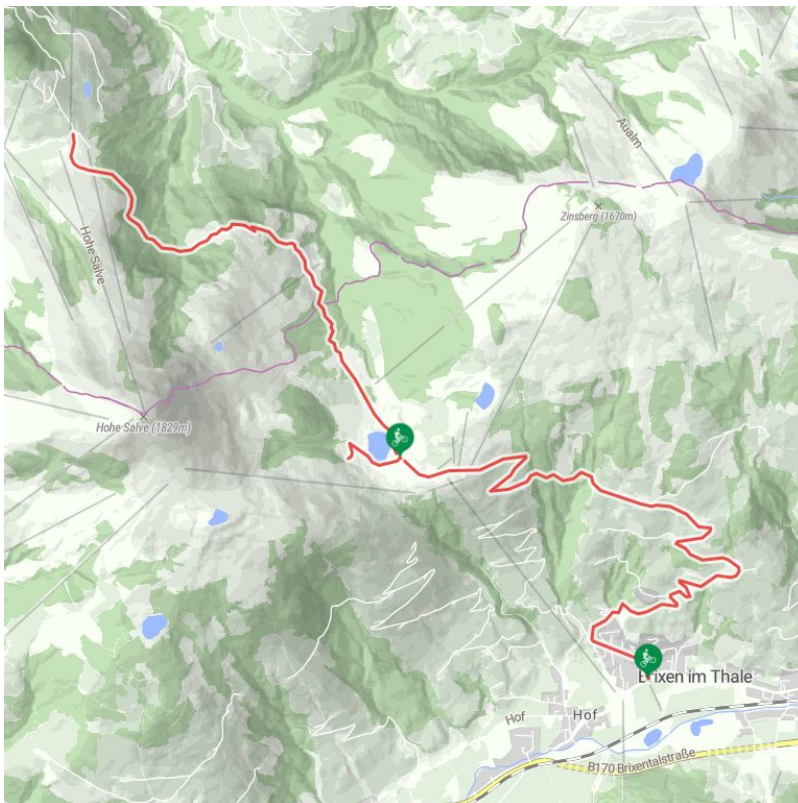 Aualm
Zinsberg (1670m)
Hohe Salve
Hohe Salve (1829m)
Brixen im Thale
Hof
Hof
B170 Brixentalstraße